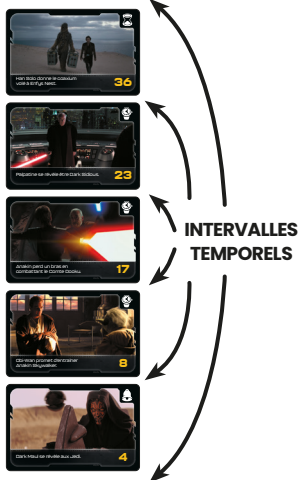 Han Solo donne le coaxium
volé à Enfys Nest.
36
Palpatine se révèle être Dark Sidious.
23
INTERVALLES
TEMPORELS
Anakin perd un bras en
combattant le Comte Dooku.
17
Obi-Wan promet d'entraîner
Anakin Skywalker.
8
Dark Maul se révèle aux Jedi.
4